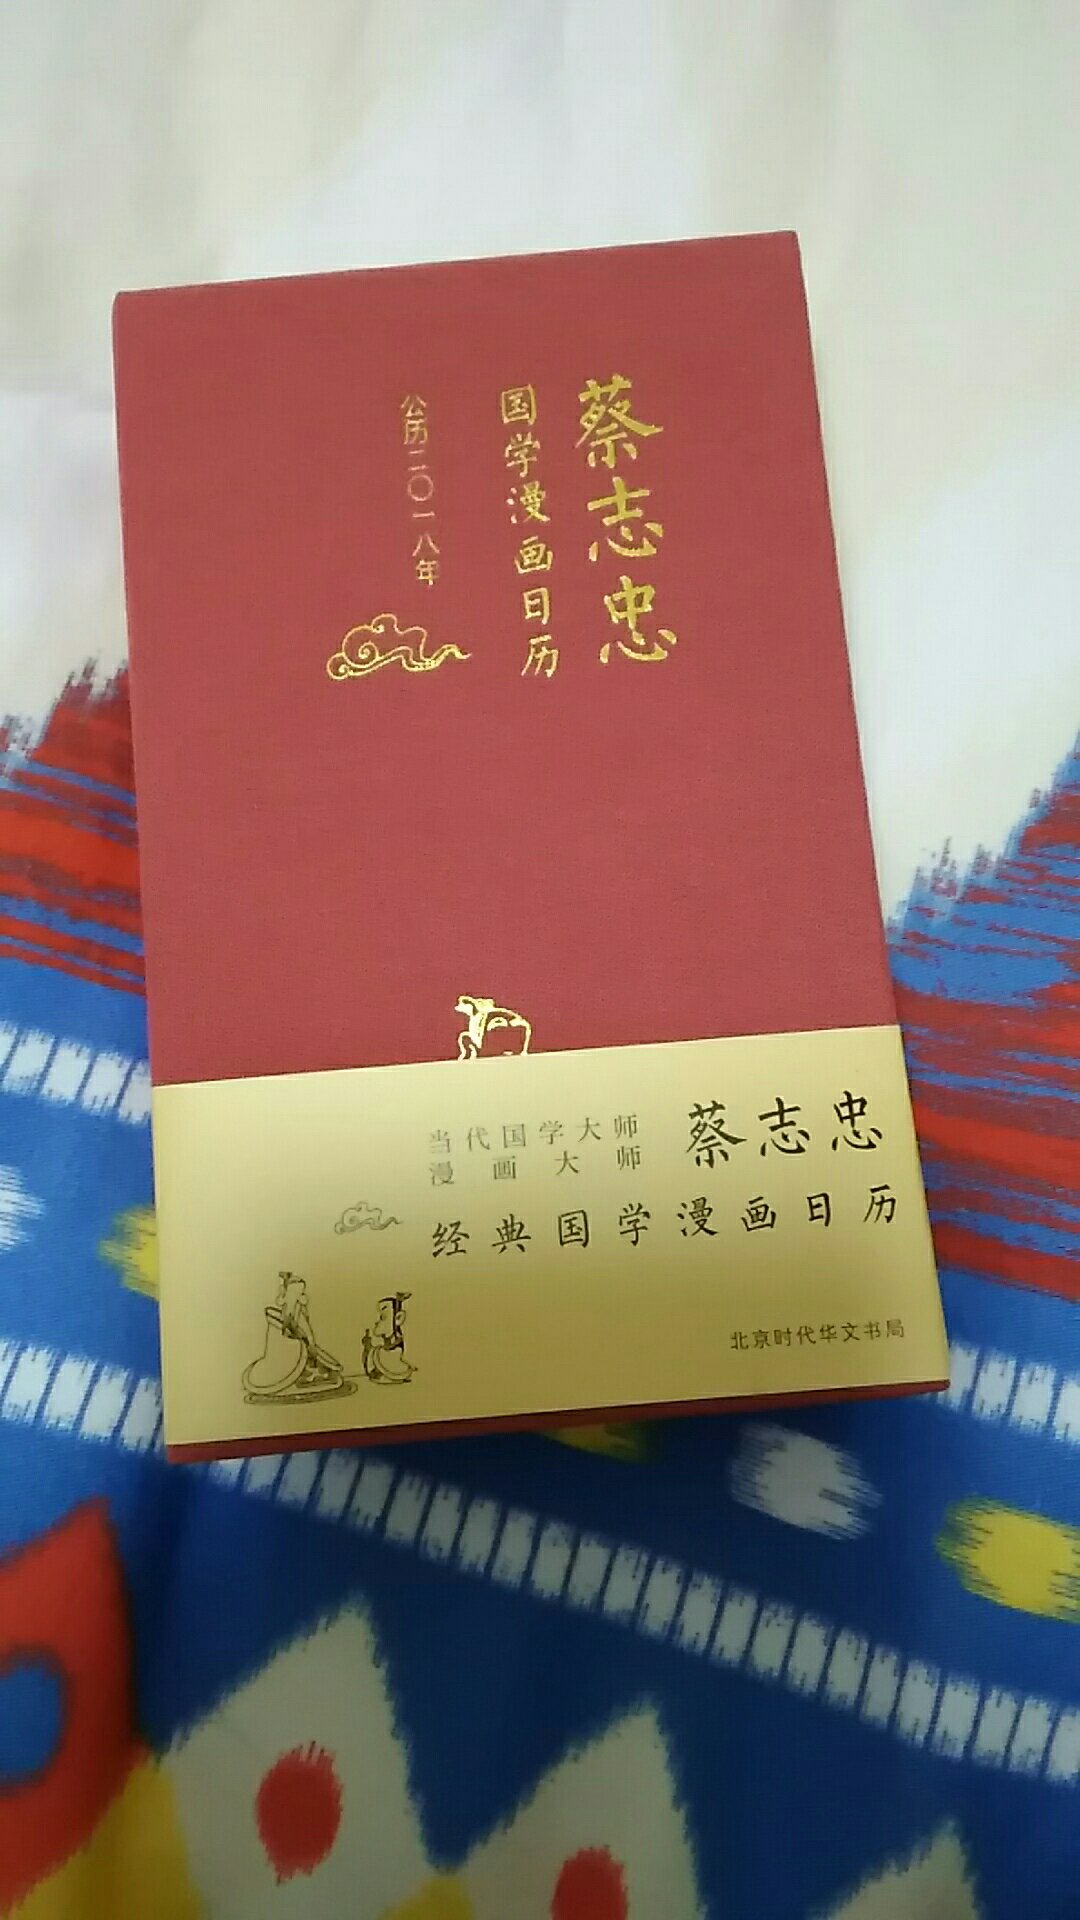 蔡志忠
国学漫画日历
公历二〇一八年
当代国学大师
漫画大师
蔡志忠
经典国学漫画日历
北京时代华文书局